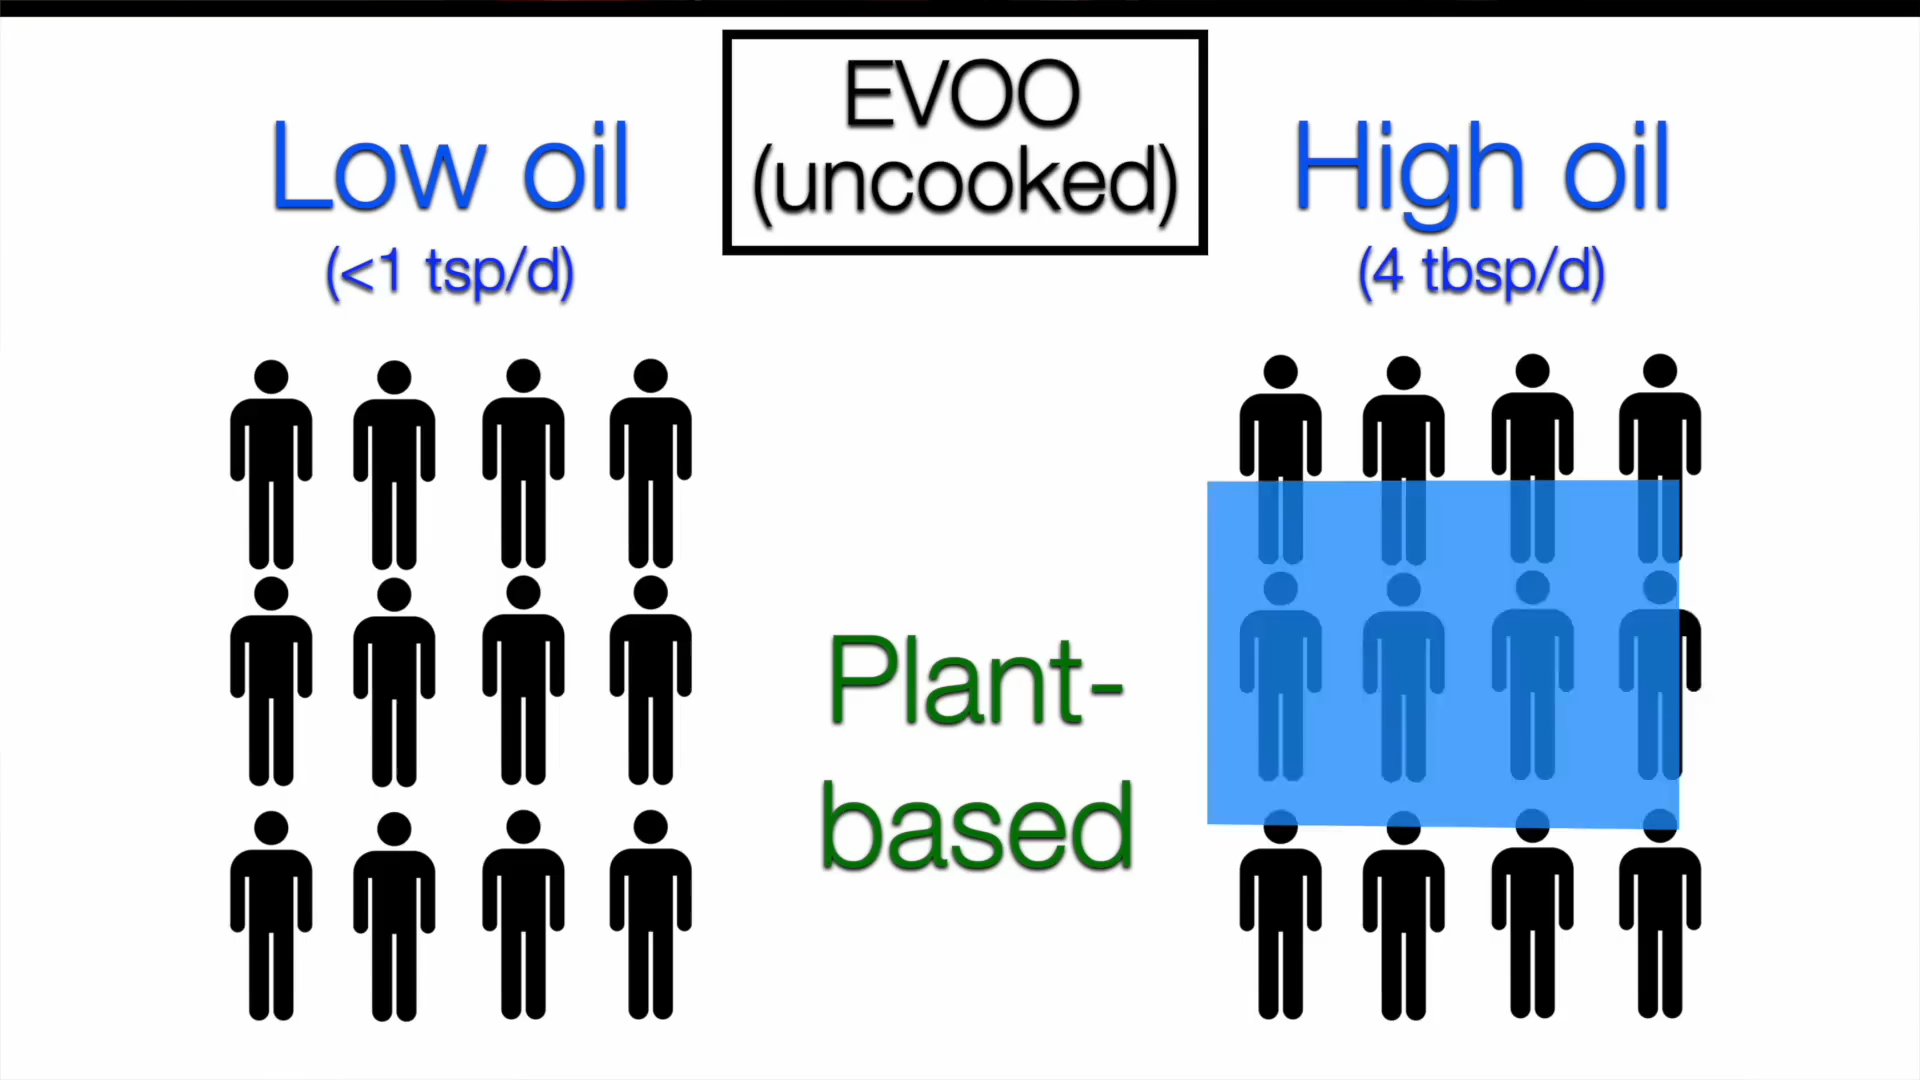 EVOO
(uncooked)
Low oil
(<1 tsp/d)
High oil
(4 tbsp/d)
Plant-
based